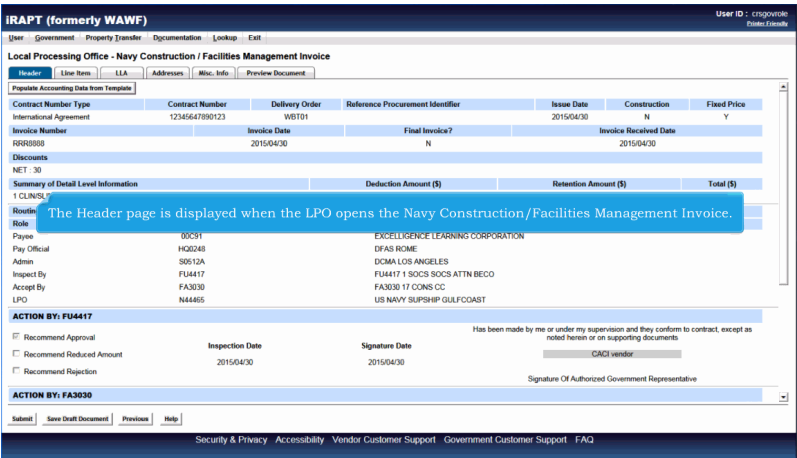 iRAPT (formerly WAWF)
User ID : crsgovrole
Printer Friendly
User Government Property Transfer Documentation Lookup Exit
Local Processing Office - Navy Construction / Facilities Management Invoice
Header Line Item LLA Addresses Misc. Info Preview Document
Populate Accounting Data from Template
Contract Number Type Contract Number Delivery Order Reference Procurement Identifier Issue Date Construction Fixed Price
International Agreement 12345647890123 WBT01 2015/04/30 N Y
Invoice Number Invoice Date Final Invoice? Invoice Received Date
RRR8888 2015/04/30 N 2015/04/30
Discounts
NET : 30
Summary of Detail Level Information Deduction Amount ($) Retention Amount ($) Total ($)
1 CLIN/SLI
The Header page is displayed when the LPO opens the Navy Construction/Facilities Management Invoice.
Routin
Role
Payee 00C91 EXCELLIGENCE LEARNING CORPORATION
Pay Official HQ0248 DFAS ROME
Admin S0512A DCMA LOS ANGELES
Inspect By FU4417 FU4417 1 SOCS SOCS ATTN BECO
Accept By FA3030 FA3030 17 CONS CC
LPO N44465 US NAVY SUPSHIP GULFCOAST
ACTION BY: FU4417
Has been made by me or under my supervision and they conform to contract, except as noted herein or on supporting documents
Recommend Approval
Recommend Reduced Amount
Recommend Rejection
Inspection Date Signature Date
2015/04/30 2015/04/30
CACI vendor
Signature Of Authorized Government Representative
ACTION BY: FA3030
Submit Save Draft Document Previous Help
Security & Privacy Accessibility Vendor Customer Support Government Customer Support FAQ